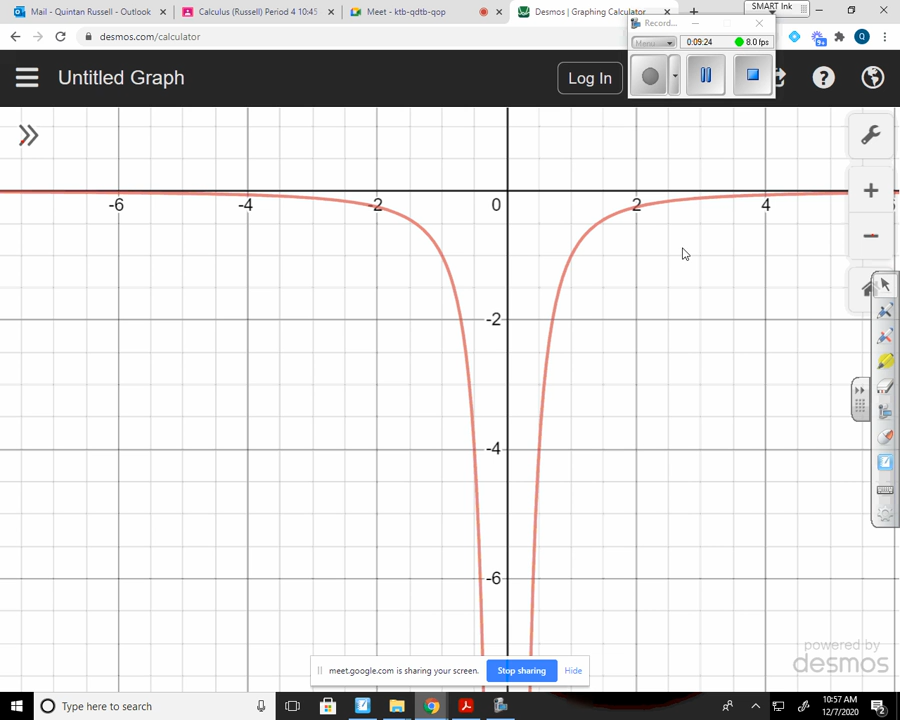 Mail - Quintan Russell - Outlook
Calculus (Russell) Period 4 10:45
Meet - ktb-qdtb-qop
Desmos | Graphing Calculator
SMART Ink
Record...
desmos.com/calculator
Menu
0:09:24
8.0 fps
9+
Q
Untitled Graph
Log In
?
-6
-4
-2
0
2
4
-2
-4
-6
powered by
desmos
meet.google.com is sharing your screen.
Stop sharing
Hide
Type here to search
10:57 AM
12/7/2020
2